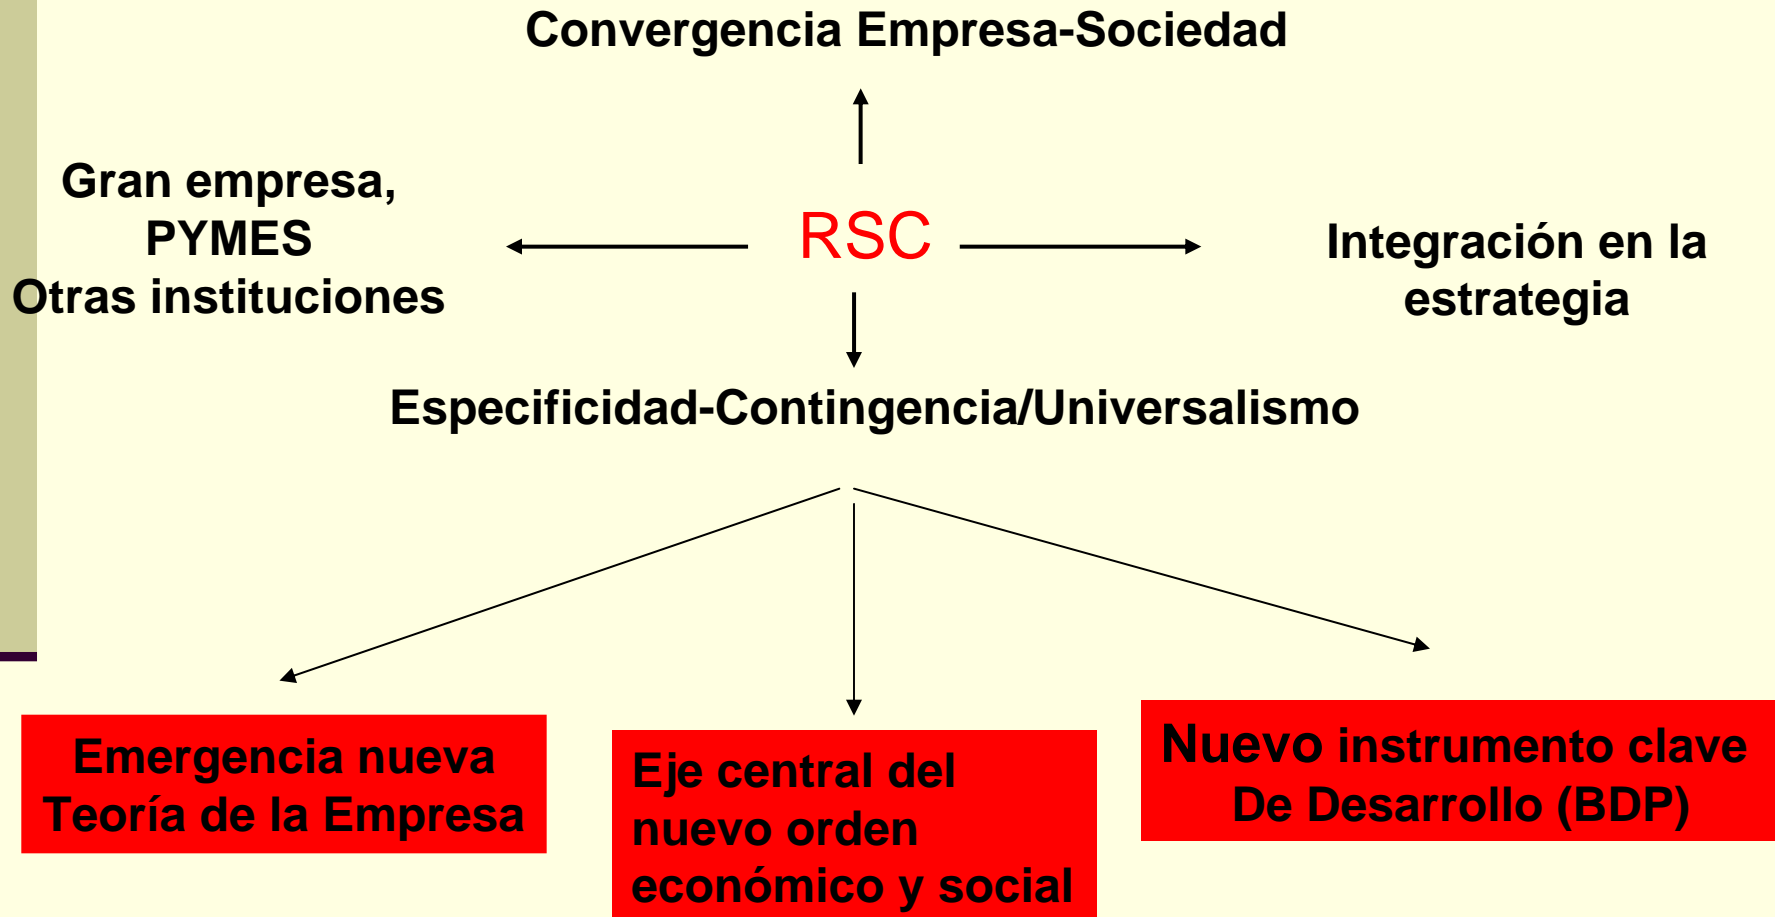 Convergencia Empresa-Sociedad
Gran empresa,
PYMES
Otras instituciones
RSC
Integración en la
estrategia
Especificidad-Contingencia/Universalismo
Emergencia nueva
Teoría de la Empresa
Eje central del
nuevo orden
económico y social
Nuevo instrumento clave
De Desarrollo (BDP)